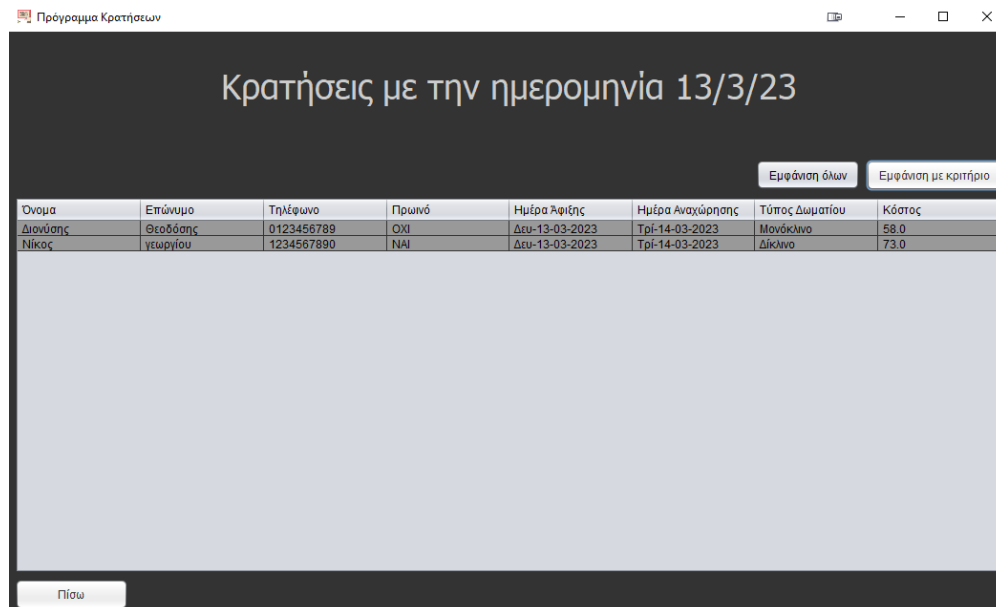 Πρόγραμμα Κρατήσεων
Κρατήσεις με την ημερομηνία 13/3/23
Εμφάνιση όλων Εμφάνιση με κριτήριο
Όνομα Επώνυμο Τηλέφωνο Πρωινό Ημέρα Άφιξης Ημέρα Αναχώρησης Τύπος Δωματίου Κόστος
Διονύσης Θεοδόσης 0123456789 ΟΧΙ Δευ-13-03-2023 Τρί-14-03-2023 Μονόκλινο 58.0
Νίκος γεωργίου 1234567890 ΝΑΙ Δευ-13-03-2023 Τρί-14-03-2023 Δίκλινο 73.0
Πίσω